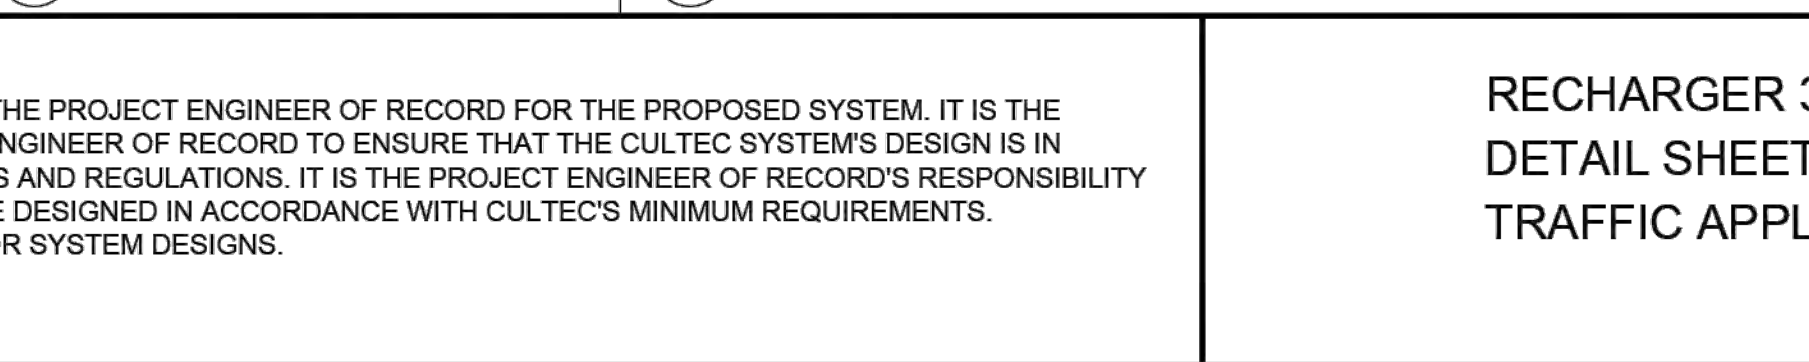 THE PROJECT ENGINEER OF RECORD FOR THE PROPOSED SYSTEM. IT IS THE
ENGINEER OF RECORD TO ENSURE THAT THE CULTEC SYSTEM'S DESIGN IS IN
AND REGULATIONS. IT IS THE PROJECT ENGINEER OF RECORD'S RESPONSIBILITY
DESIGNED IN ACCORDANCE WITH CULTEC'S MINIMUM REQUIREMENTS.
SYSTEM DESIGNS.
RECHARGER
DETAIL SHEET
TRAFFIC APPL